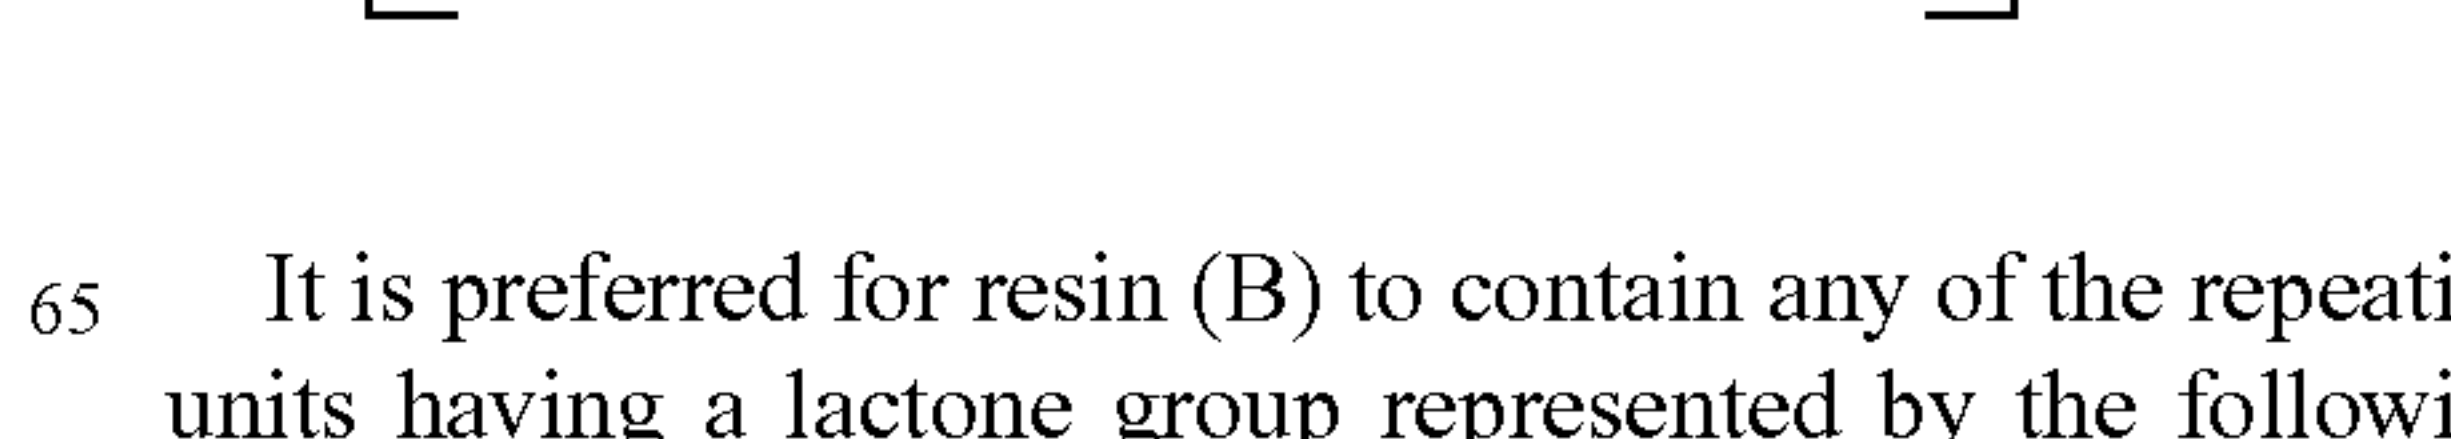 65 It is preferred for resin (B) to contain any of the repeati
units having a lactone group represented by the followi